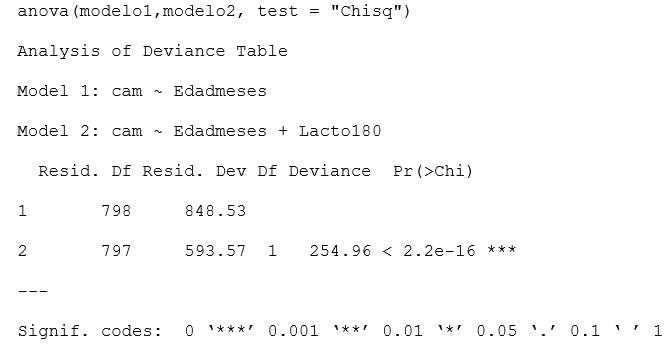 anova(modelo1,modelo2, test = "Chisq")
Analysis of Deviance Table
Model 1: cam ~ Edadmeses
Model 2: cam ~ Edadmeses + Lacto180
  Resid. Df Resid. Dev Df Deviance  Pr(>Chi)
1       798     848.53
2       797     593.57  1   254.96 < 2.2e-16 ***
---
Signif. codes:  0 ‘***’ 0.001 ‘**’ 0.01 ‘*’ 0.05 ‘.’ 0.1 ‘ ’ 1